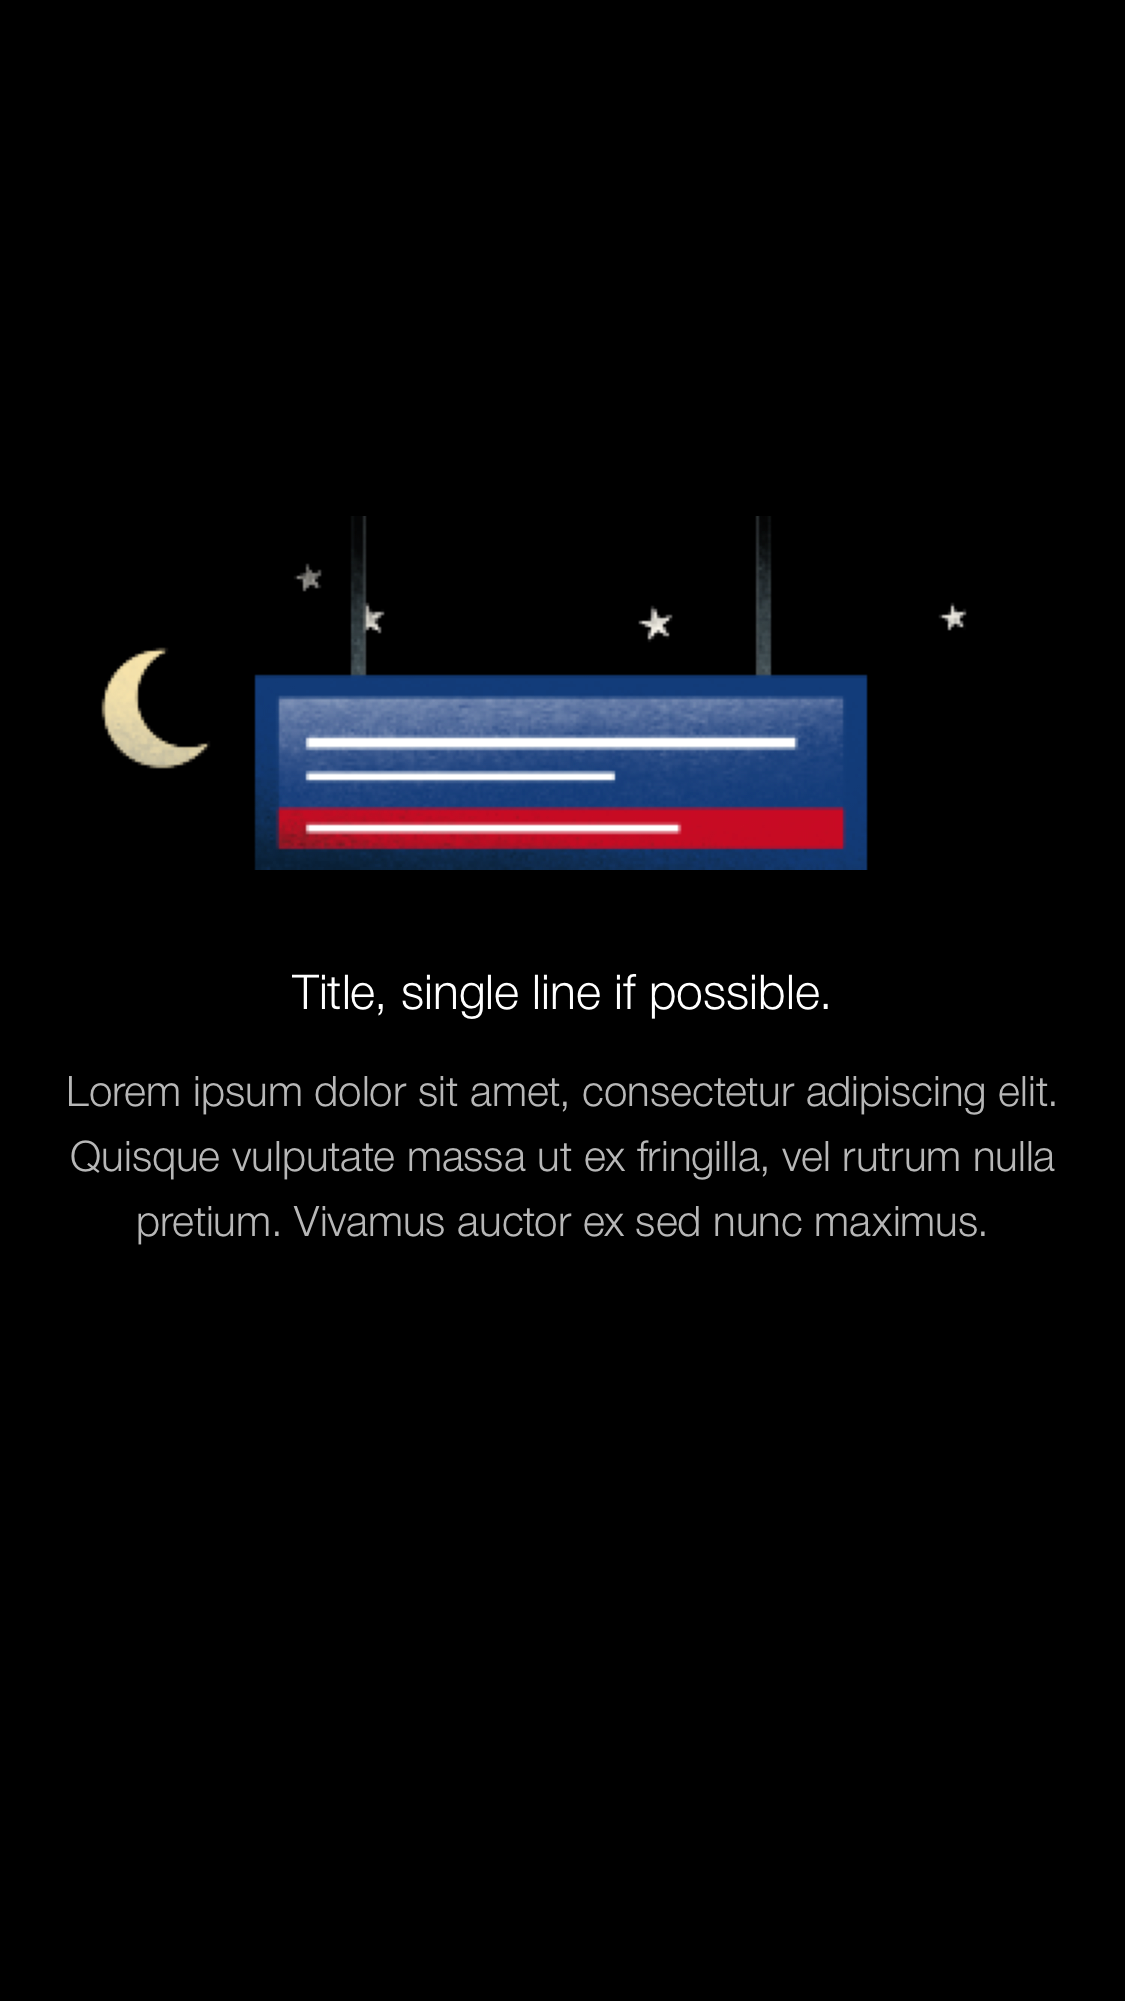 Title, single line if possible.
Lorem ipsum dolor sit amet, consectetur adipiscing elit.
Quisque vulputate massa ut ex fringilla, vel rutrum nulla
pretium. Vivamus auctor ex sed nunc maximus.